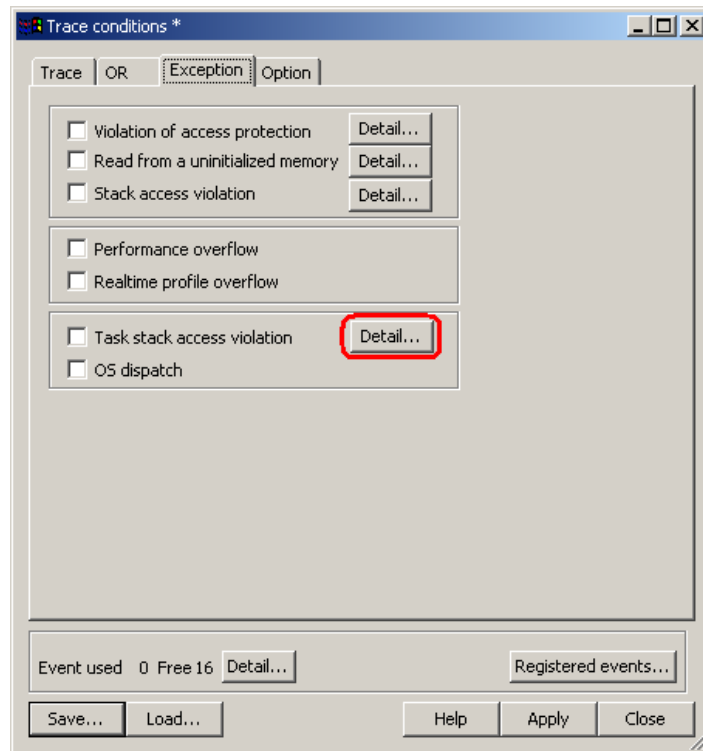 Trace conditions *
Trace OR Exception Option
Violation of access protection Detail...
Read from a uninitialized memory Detail...
Stack access violation Detail...
Performance overflow
Realtime profile overflow
Task stack access violation Detail...
OS dispatch
Event used 0 Free 16 Detail... Registered events...
Save... Load... Help Apply Close